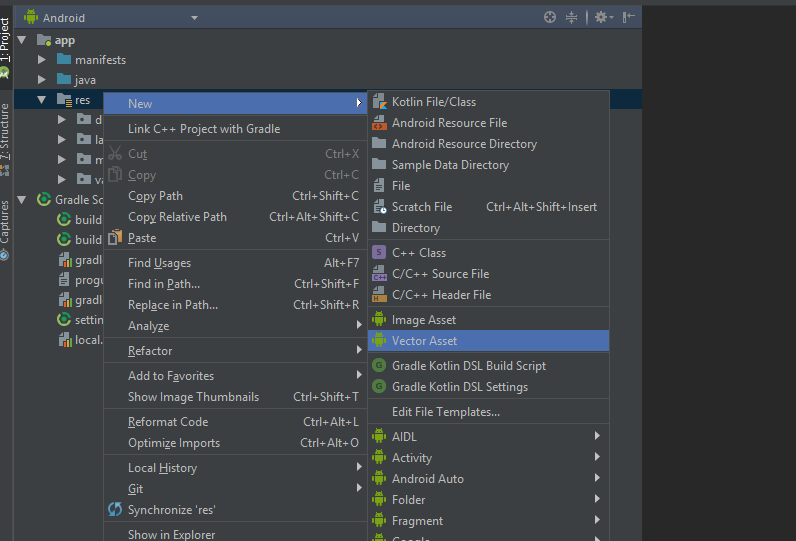 Android
1: Project
app
manifests
java
res
d
la
m
va
Gradle Sc
build
build
gradl
progu
gradl
settin
local.
7: Structure
Captures
New
Link C++ Project with Gradle
Cut Ctrl+X
Copy Ctrl+C
Copy Path Ctrl+Shift+C
Copy Relative Path Ctrl+Alt+Shift+C
Paste Ctrl+V
Find Usages Alt+F7
Find in Path... Ctrl+Shift+F
Replace in Path... Ctrl+Shift+R
Analyze
Refactor
Add to Favorites
Show Image Thumbnails Ctrl+Shift+T
Reformat Code Ctrl+Alt+L
Optimize Imports Ctrl+Alt+O
Local History
Git
Synchronize 'res'
Show in Explorer
Kotlin File/Class
Android Resource File
Android Resource Directory
Sample Data Directory
File
Scratch File Ctrl+Alt+Shift+Insert
Directory
S C++ Class
C++ C/C++ Source File
H C/C++ Header File
Image Asset
Vector Asset
G Gradle Kotlin DSL Build Script
G Gradle Kotlin DSL Settings
Edit File Templates...
AIDL
Activity
Android Auto
Folder
Fragment
Google